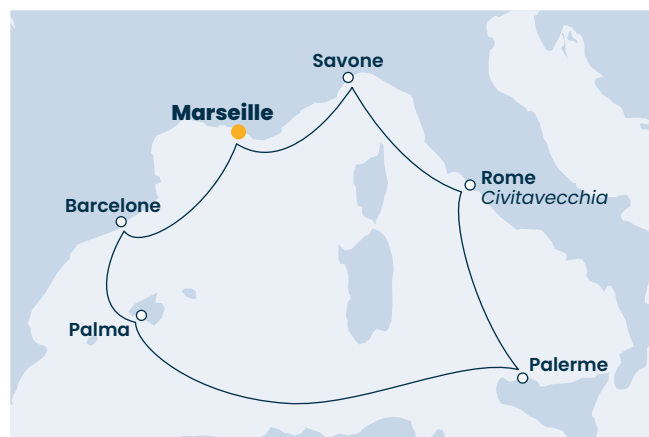 Savone
Marseille
Rome
Civitavecchia
Barcelone
Palma
Palerme